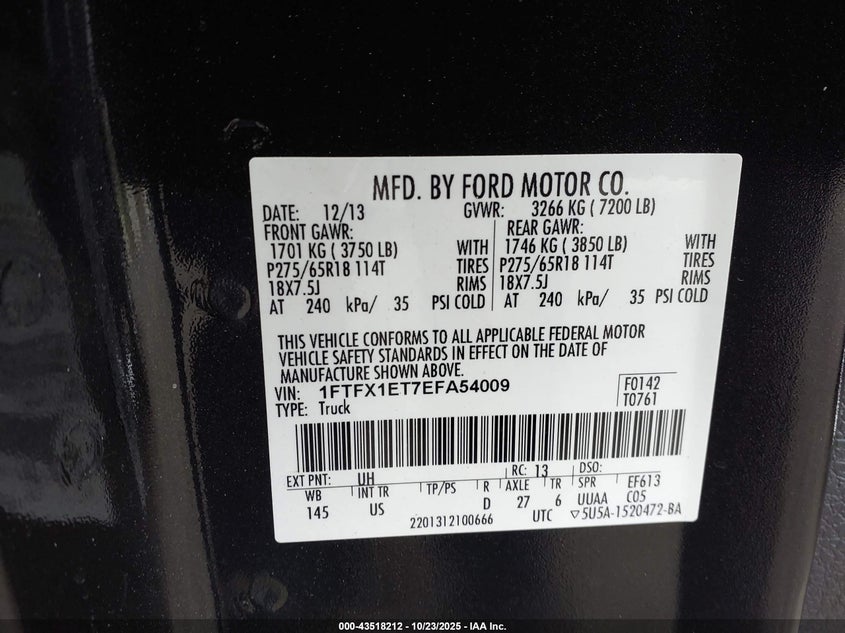 MFD. BY FORD MOTOR CO.
DATE: 12/13 GVWR: 3266 KG ( 7200 LB)
FRONT GAWR: REAR GAWR:
1701 KG ( 3750 LB) WITH 1746 KG ( 3850 LB) WITH
P275/65R18 114T TIRES P275/65R18 114T TIRES
18X7.5J RIMS 18X7.5J RIMS
AT 240 kPa/ 35 PSI COLD AT 240 kPa/ 35 PSI COLD
THIS VEHICLE CONFORMS TO ALL APPLICABLE FEDERAL MOTOR
VEHICLE SAFETY STANDARDS IN EFFECT ON THE DATE OF
MANUFACTURE SHOWN ABOVE.
VIN: 1FTFX1ET7EFA54009 F0142
TYPE: Truck T0761
EXT PNT: UH RC: 13 DSO:
WB INT TR TP/PS R AXLE TR SPR EF613
145 US D 27 6 UUAA C05
2201312100666 UTC ▽5U5A-1520472-BA
000-43518212 - 10/23/2025 - IAA Inc.